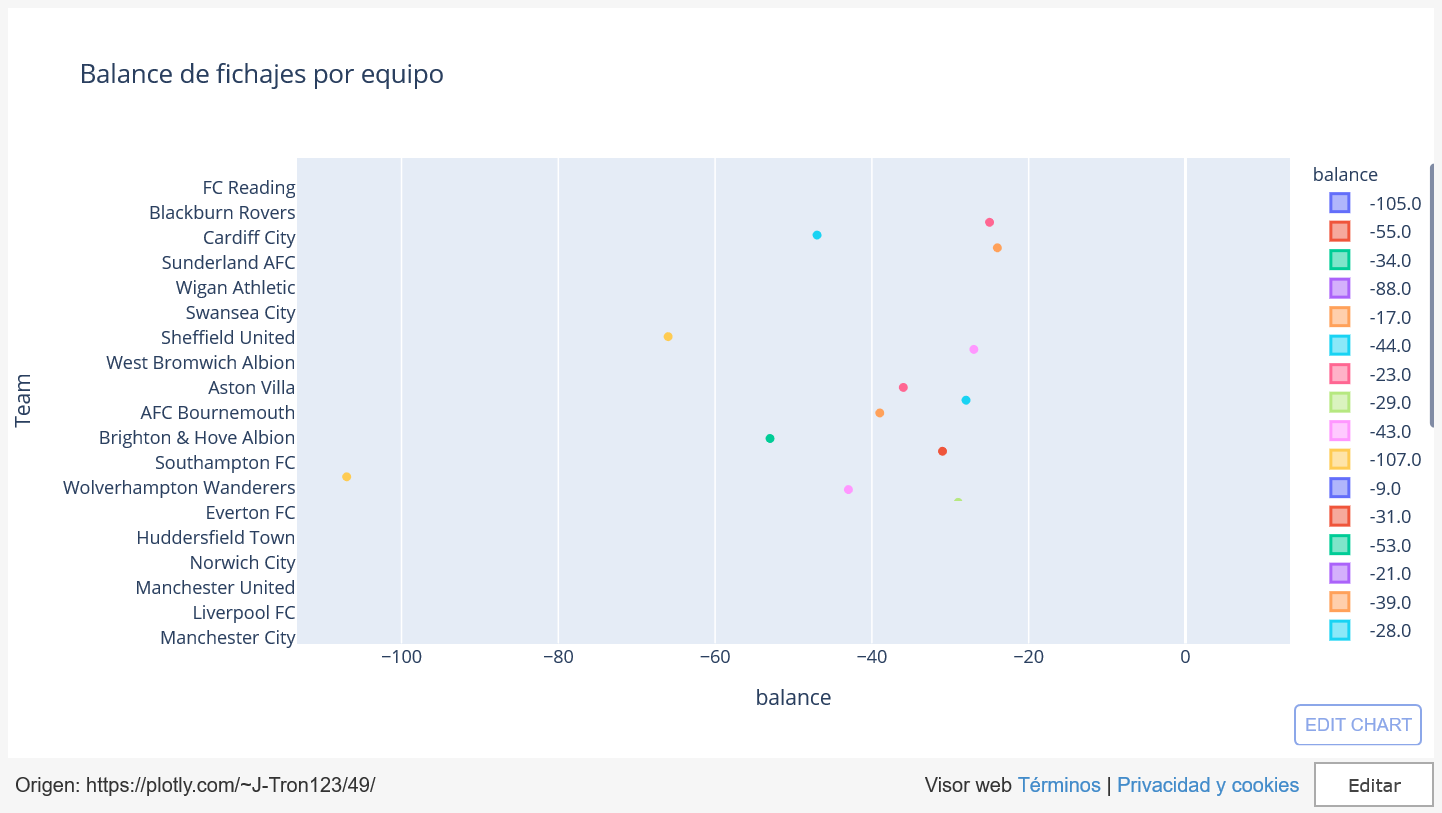 Balance de fichajes por equipo
FC Reading
Blackburn Rovers
Cardiff City
Sunderland AFC
Wigan Athletic
Swansea City
Sheffield United
West Bromwich Albion
Aston Villa
AFC Bournemouth
Brighton & Hove Albion
Southampton FC
Wolverhampton Wanderers
Everton FC
Huddersfield Town
Norwich City
Manchester United
Liverpool FC
Manchester City
Team
−100 −80 −60 −40 −20 0
balance
balance
-105.0
-55.0
-34.0
-88.0
-17.0
-44.0
-23.0
-29.0
-43.0
-107.0
-9.0
-31.0
-53.0
-21.0
-39.0
-28.0
EDIT CHART
Origen: https://plotly.com/~J-Tron123/49/
Visor web Términos | Privacidad y cookies
Editar